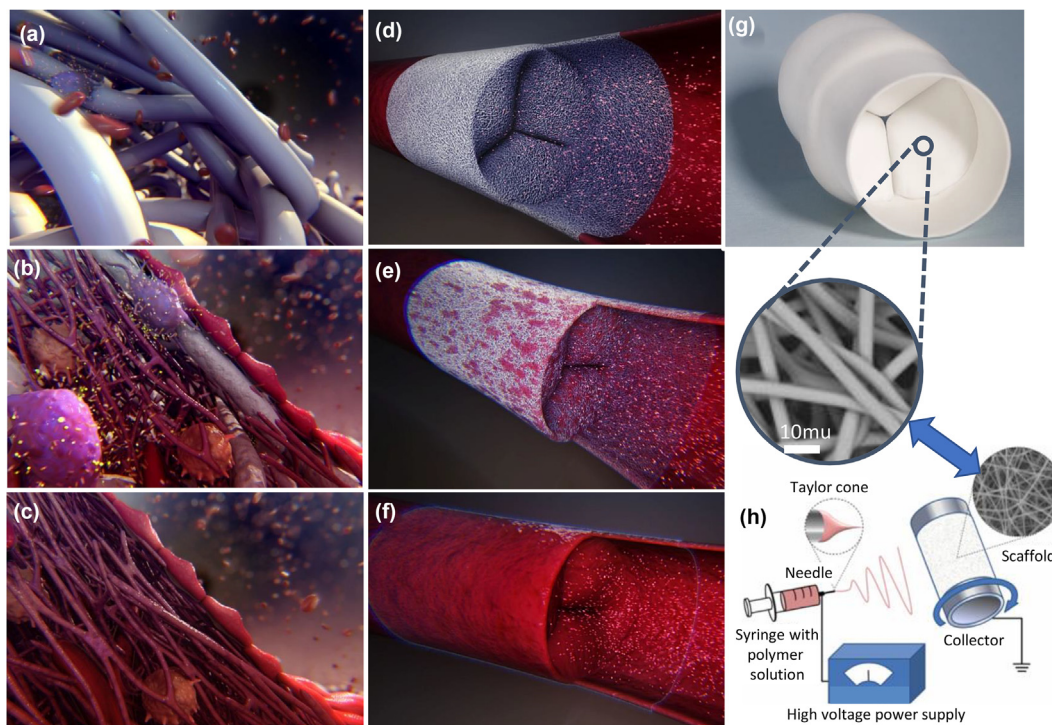 (a)
(b)
(c)
(d)
(e)
(f)
(g)
10mu
(h)
Taylor cone
Needle
Syringe with
polymer
solution
High voltage power supply
Collector
Scaffold